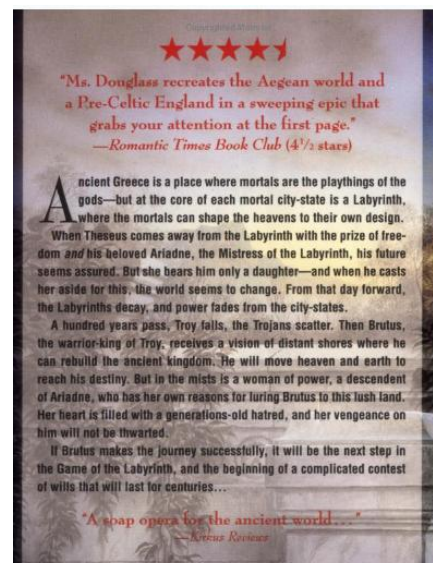 Copyrighted Material
"Ms. Douglass recreates the Aegean world and
a Pre-Celtic England in a sweeping epic that
grabs your attention at the first page."
—Romantic Times Book Club (4½ stars)
Ancient Greece is a place where mortals are the playthings of the
gods—but at the core of each mortal city-state is a Labyrinth,
where the mortals can shape the heavens to their own design.
When Theseus comes away from the Labyrinth with the prize of free-
dom and his beloved Ariadne, the Mistress of the Labyrinth, his future
seems assured. But she bears him only a daughter—and when he casts
her aside for this, the world seems to change. From that day forward,
the Labyrinths decay, and power fades from the city-states.
A hundred years pass, Troy falls, the Trojans scatter. Then Brutus,
the warrior-king of Troy, receives a vision of distant shores where he
can rebuild the ancient kingdom. He will move heaven and earth to
reach his destiny. But in the mists is a woman of power, a descendent
of Ariadne, who has her own reasons for luring Brutus to this lush land.
Her heart is filled with a generations-old hatred, and her vengeance on
him will not be thwarted.
If Brutus makes the journey successfully, it will be the next step in
the Game of the Labyrinth, and the beginning of a complicated contest
of wills that will last for centuries...
"A soap opera for the ancient world..."
—Kirkus Reviews